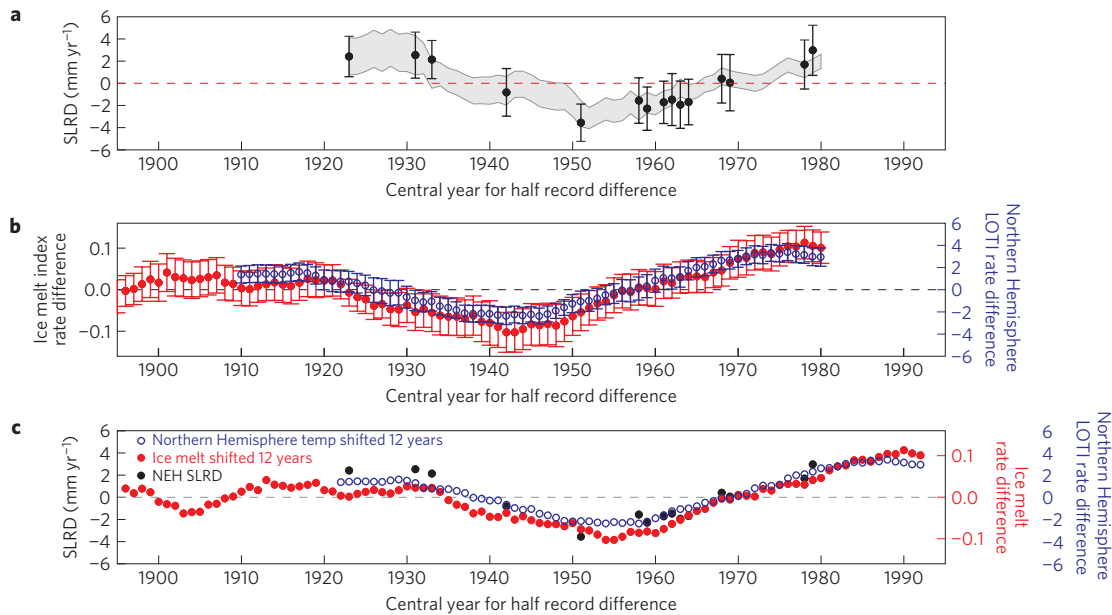 a
SLRD (mm yr⁻¹)
6
4
2
0
−2
−4
−6
1900 1910 1920 1930 1940 1950 1960 1970 1980 1990
Central year for half record difference
b
Ice melt index
rate difference
0.1
0.0
−0.1
6
4
2
0
−2
−4
−6
Northern Hemisphere
LOTI rate difference
1900 1910 1920 1930 1940 1950 1960 1970 1980 1990
Central year for half record difference
c
SLRD (mm yr⁻¹)
6
4
2
0
−2
−4
−6
Northern Hemisphere temp shifted 12 years
Ice melt shifted 12 years
NEH SLRD
0.1
0.0
−0.1
Ice melt
rate difference
6
4
2
0
−2
−4
−6
Northern Hemisphere
LOTI rate difference
1900 1910 1920 1930 1940 1950 1960 1970 1980 1990
Central year for half record difference